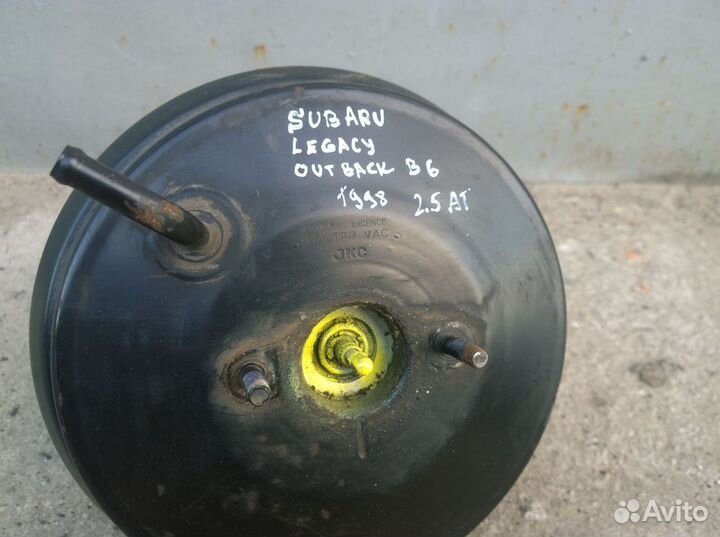 SUBARU
LEGACY
OUTBACK B6
1998 2.5 AT
LICENCE
MASTER VAC
JKC
Avito